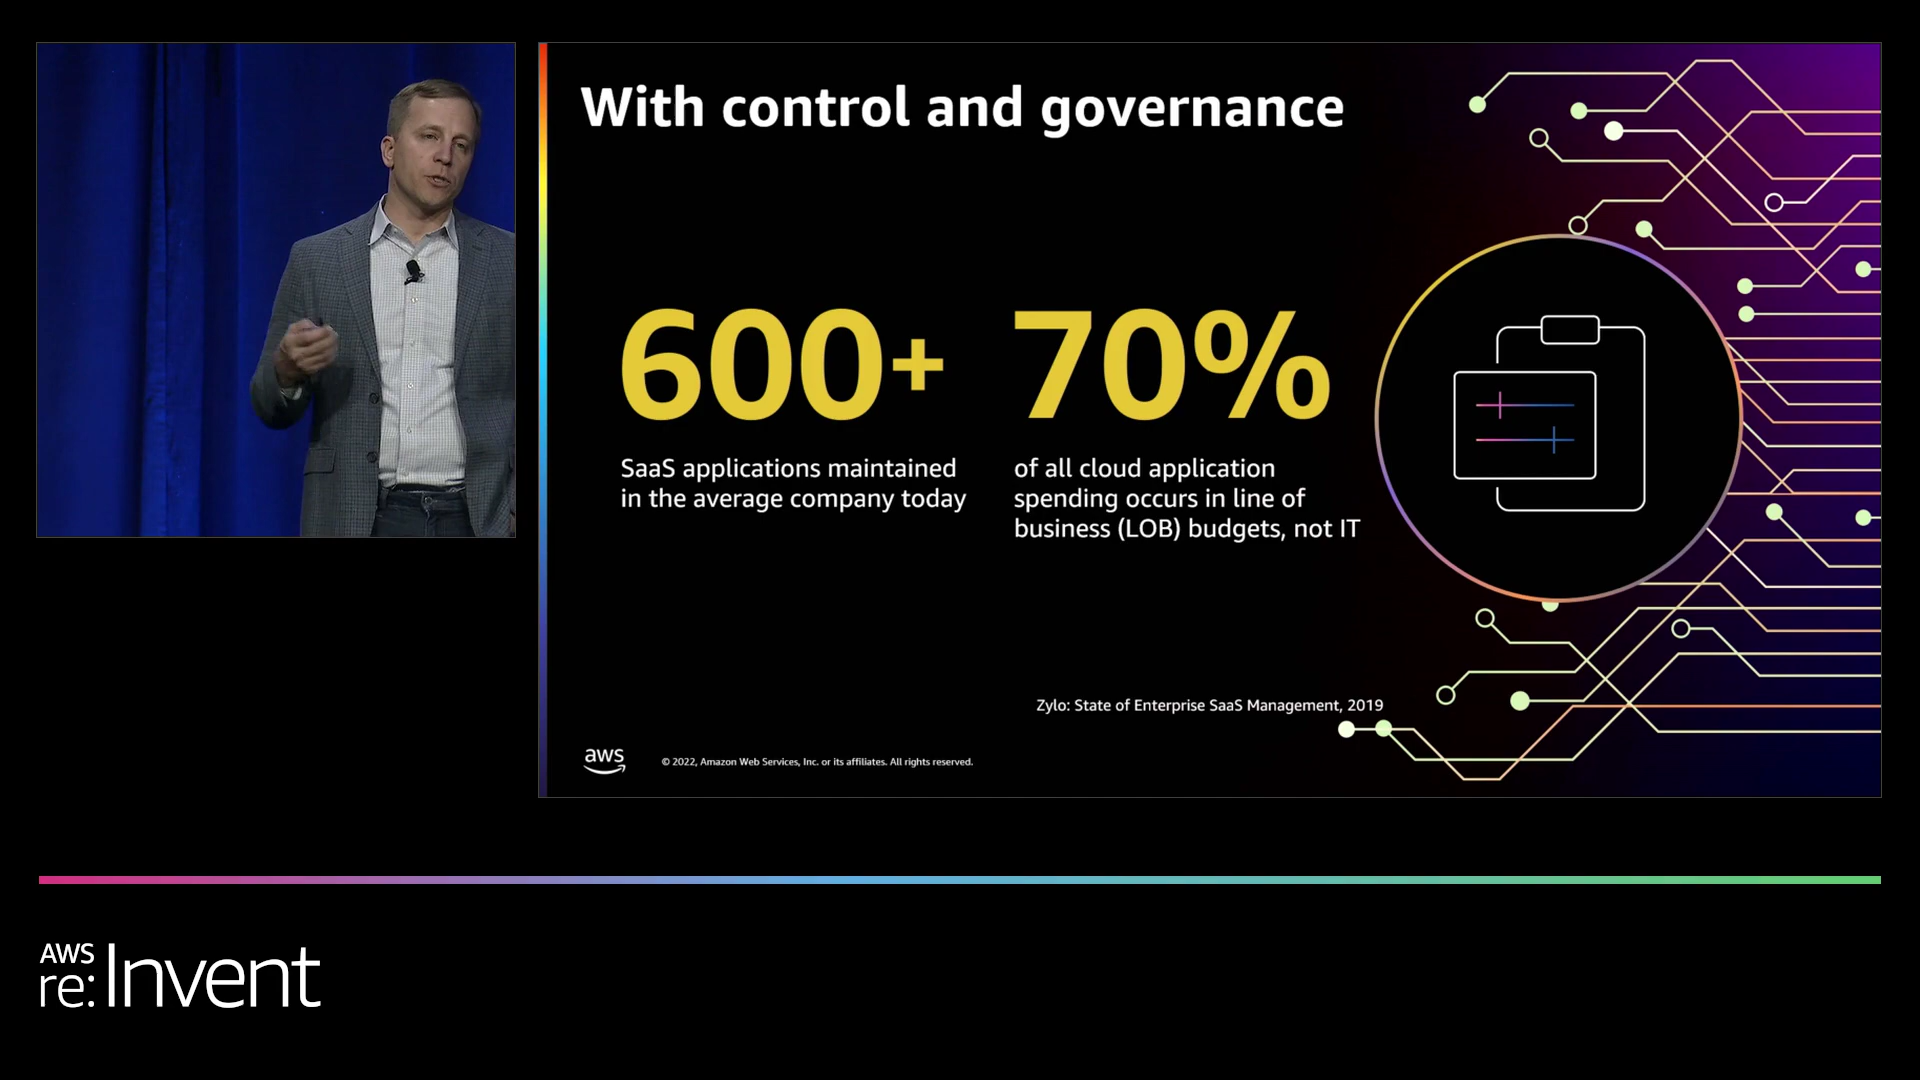 With control and governance
600+
SaaS applications maintained
in the average company today
70%
of all cloud application
spending occurs in line of
business (LOB) budgets, not IT
Zylo: State of Enterprise SaaS Management, 2019
aws
© 2022, Amazon Web Services, Inc. or its affiliates. All rights reserved.
AWS
re:Invent